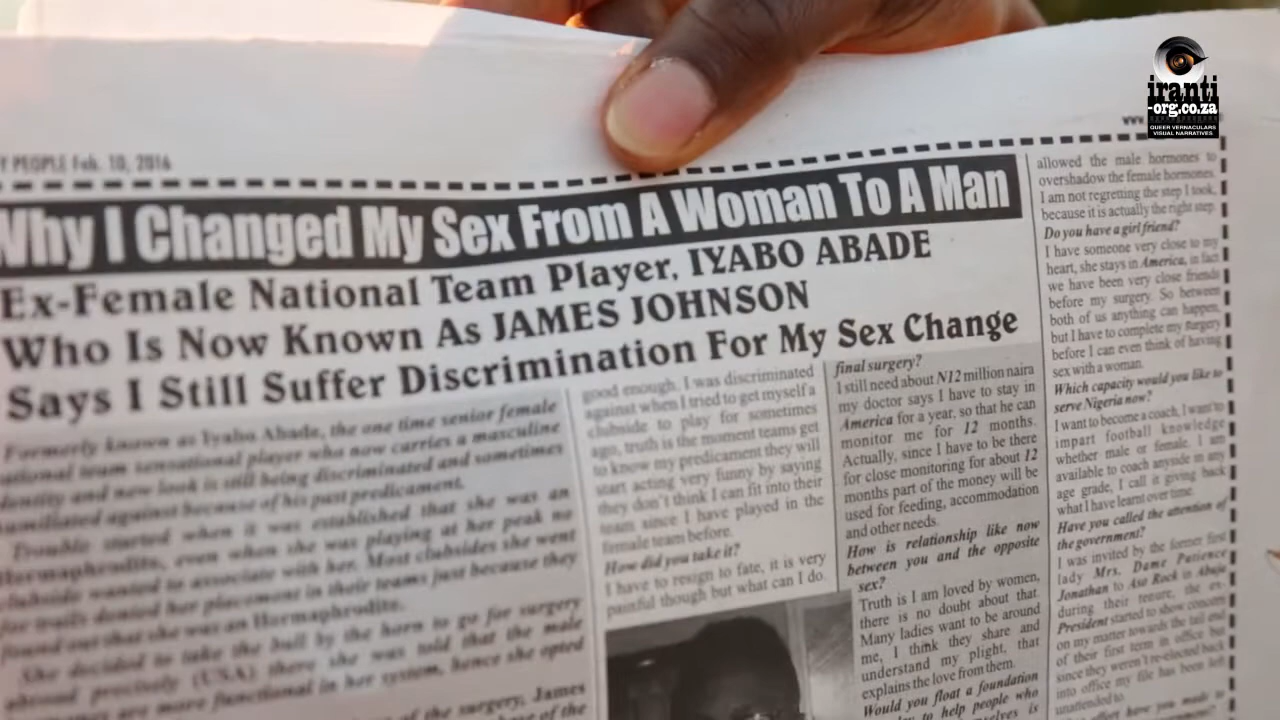 iranti
-org.co.za
QUEER VERNACULARS
VISUAL NARRATIVES
www.
Y PEOPLE Feb. 10, 2016
Why I Changed My Sex From A Woman To A Man
Ex-Female National Team Player, IYABO ABADE
Who Is Now Known As JAMES JOHNSON
Says I Still Suffer Discrimination For My Sex Change
Formerly known as Iyabo Abade, the one time senior female
national team sensational player who now carries a masculine
identity and new look is still being discriminated and sometimes
humiliated against because of his past predicament.
Trouble started when it was established that she was an
Hermaphrodite, even when she was playing at her peak no
clubside wanted to associate with her. Most clubsides she went
for trails denied her placement in their teams just because they
found out that she was an Hermaphrodite.
She decided to take the bull by the horn to go for surgery
abroad precisely (USA) there she was told that the male
are more functional in her system, hence she opted
of the surgery, James
good enough. I was discriminated
against when I tried to get myself a
clubside to play for sometimes
ago, truth is the moment teams get
to know my predicament they will
start acting very funny by saying
they don't think I can fit into their
team since I have played in the
female team before.
How did you take it?
I have to resign to fate, it is very
painful though but what can I do.
final surgery?
I still need about N12 million naira
my doctor says I have to stay in
America for a year, so that he can
monitor me for 12 months.
Actually, since I have to be there
for close monitoring for about 12
months part of the money will be
used for feeding, accommodation
and other needs.
How is relationship like now
between you and the opposite
sex?
Truth is I am loved by women,
there is no doubt about that.
Many ladies want to be around
me, I think they share and
understand my plight, that
explains the love from them.
Would you float a foundation
to help people who
allowed the male hormones to
overshadow the female hormones.
I am not regretting the step I took,
because it is actually the right step.
Do you have a girl friend?
I have someone very close to my
heart, she stays in America, in fact
we have been very close friends
before my surgery. So between
both of us anything can happen,
but I have to complete my surgery
before I can even think of having
sex with a woman.
Which capacity would you like to
serve Nigeria now?
I want to become a coach, I want to
impart football knowledge
whether male or female. I am
available to coach anyside in any
age grade, I call it giving back
what I have learnt over time.
Have you called the attention of
the government?
I was invited by the former first
lady Mrs. Dame Patience
Jonathan to Aso Rock in Abuja
during their tenure, the ex-
President started to show concern
on my matter towards the tail end
of their first term in office but
since they weren't re-elected back
into office my file has been left
unattended to.
have you made to